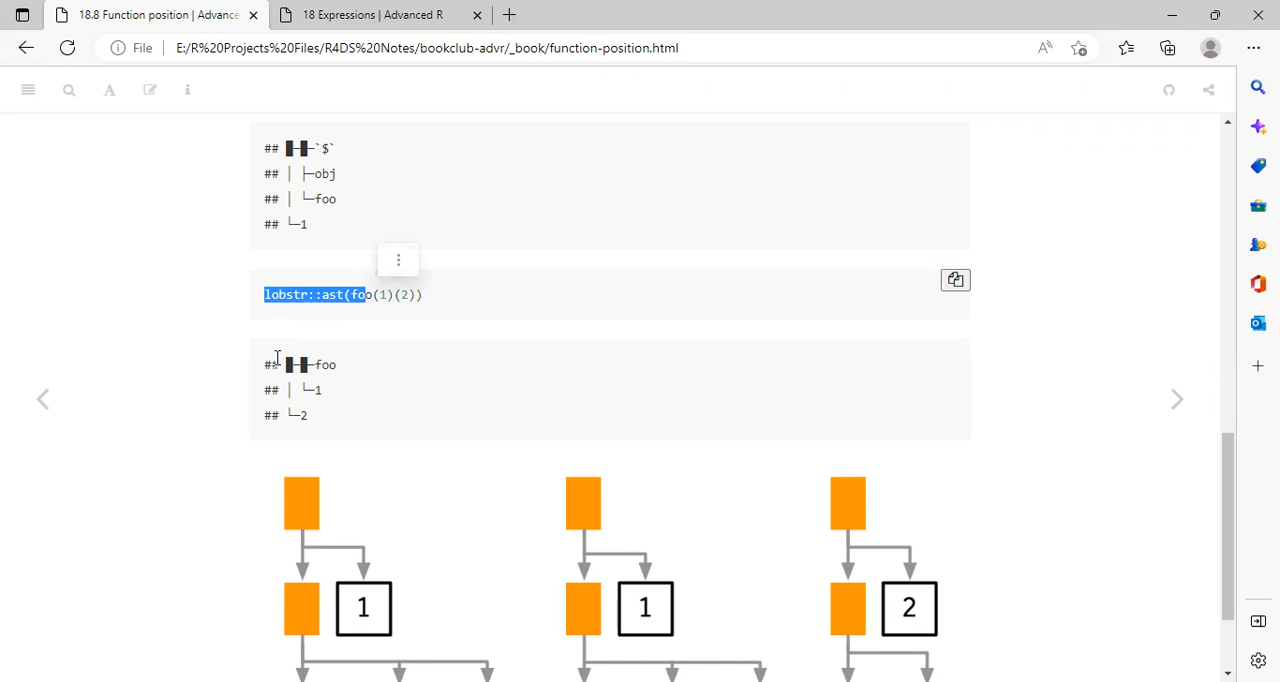 18.8 Function position | Advance
18 Expressions | Advanced R
File
E:/R%20Projects%20Files/R4DS%20Notes/bookclub-advr/_book/function-position.html
## █─█─`$`
## │ ├─obj
## │ └─foo
## └─1
lobstr::ast(foo(1)(2))
## █─█─foo
## │ └─1
## └─2
1 1 2